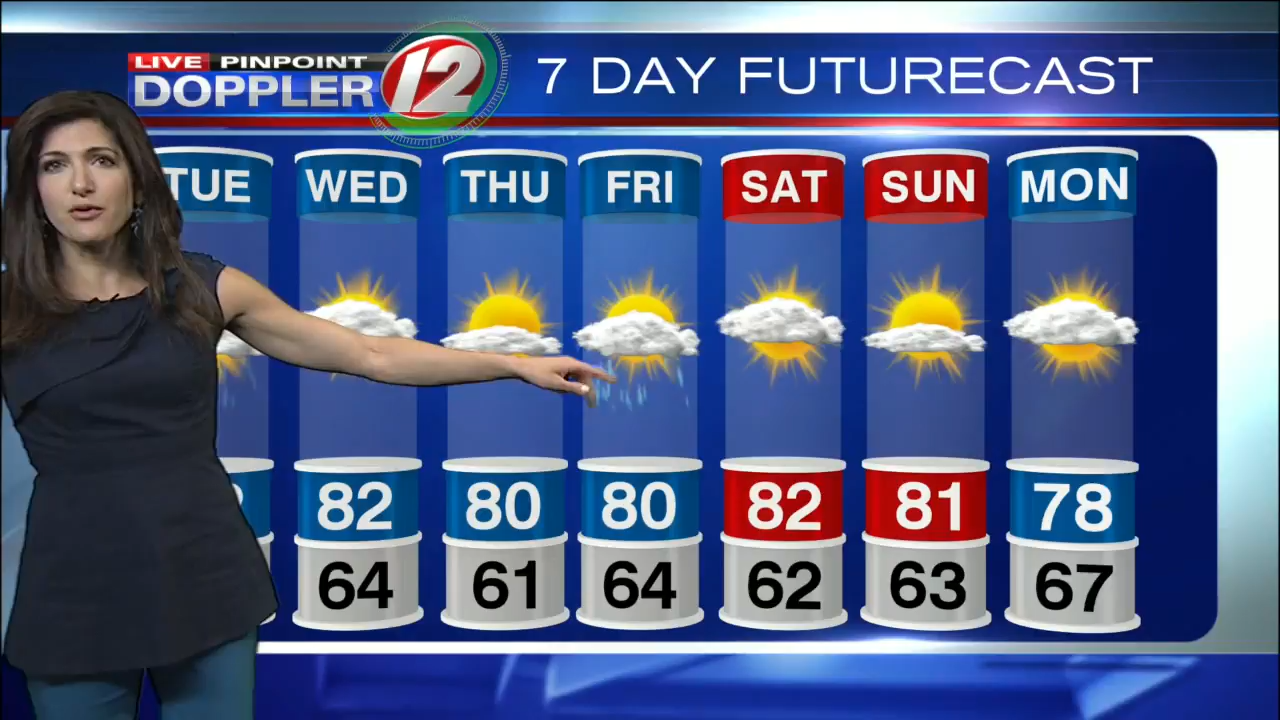 LIVE PINPOINT
DOPPLER 12
7 DAY FUTURECAST
TUE WED THU FRI SAT SUN MON
82 80 80 82 81 78
64 61 64 62 63 67